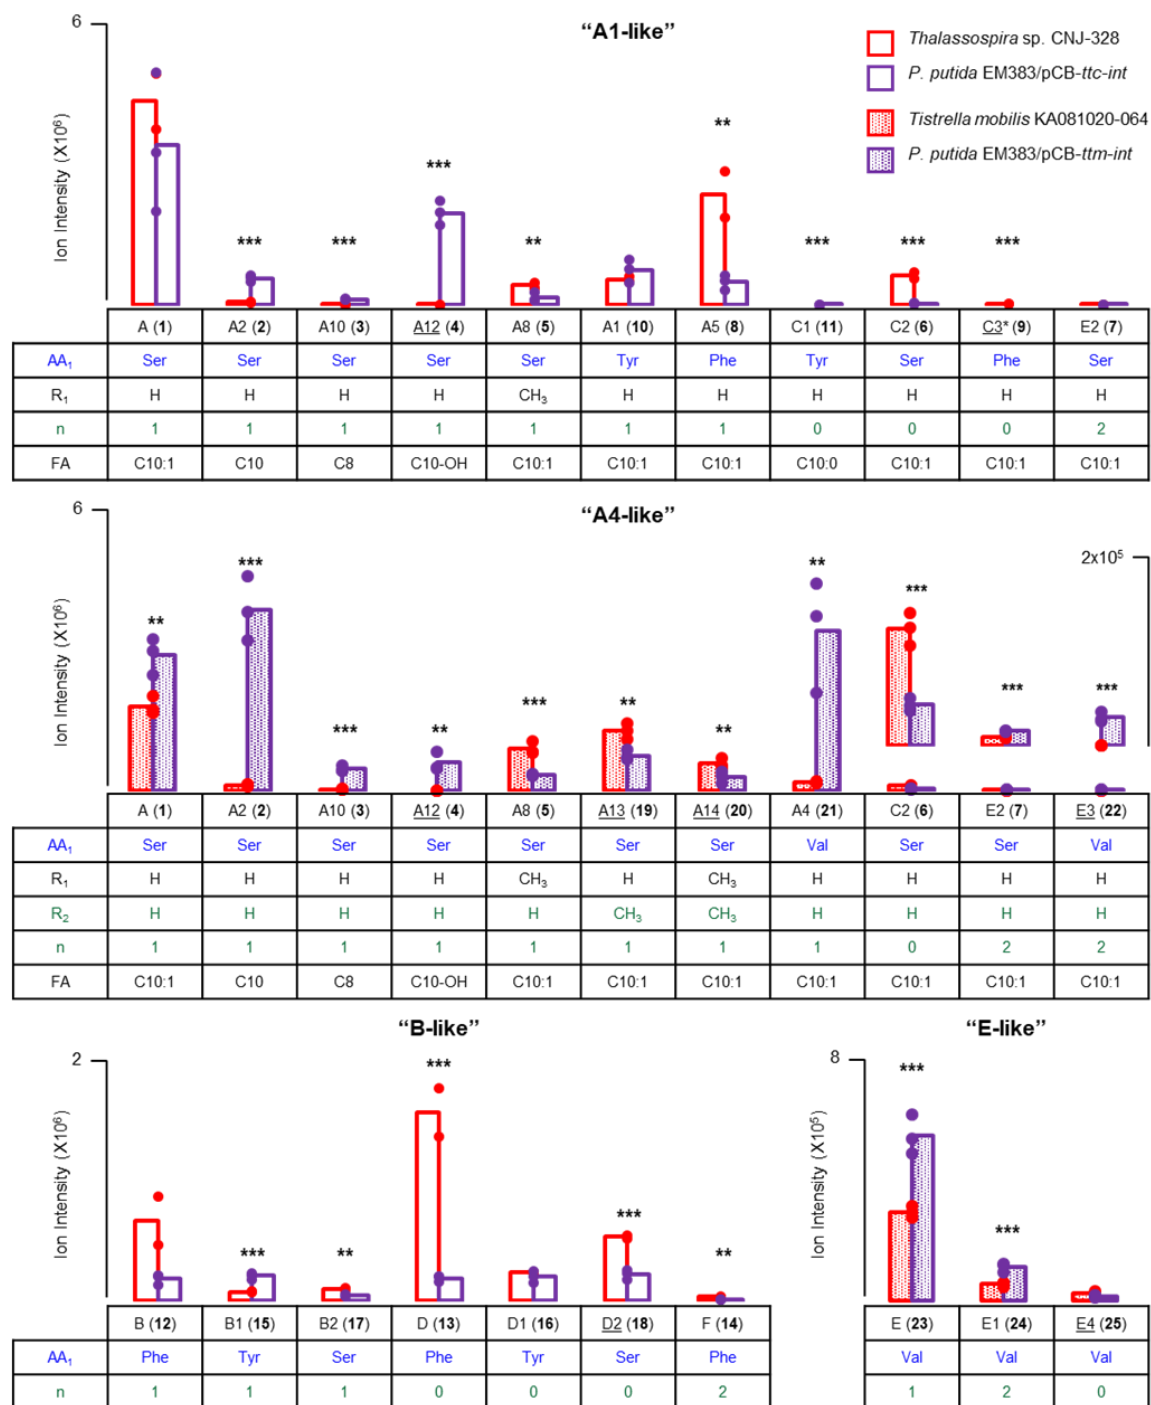 6
“A1-like”
Thalassospira sp. CNJ-328
P. putida EM383/pCB-ttc-int
Tistrella mobilis KA081020-064
P. putida EM383/pCB-ttm-int
Ion Intensity (X10⁶)
*** *** *** ** ** *** *** ***
A (1) A2 (2) A10 (3) A12 (4) A8 (5) A1 (10) A5 (8) C1 (11) C2 (6) C3* (9) E2 (7)
AA₁ Ser Ser Ser Ser Ser Tyr Phe Tyr Ser Phe Ser
R₁ H H H H CH₃ H H H H H H
n 1 1 1 1 1 1 1 0 0 0 2
FA C10:1 C10 C8 C10-OH C10:1 C10:1 C10:1 C10:0 C10:1 C10:1 C10:1
6
“A4-like”
2x10⁵
Ion Intensity (X10⁶)
** *** *** ** *** ** ** ** *** *** ***
A (1) A2 (2) A10 (3) A12 (4) A8 (5) A13 (19) A14 (20) A4 (21) C2 (6) E2 (7) E3 (22)
AA₁ Ser Ser Ser Ser Ser Ser Ser Val Ser Ser Val
R₁ H H H H CH₃ H CH₃ H H H H
R₂ H H H H H CH₃ CH₃ H H H H
n 1 1 1 1 1 1 1 1 0 2 2
FA C10:1 C10 C8 C10-OH C10:1 C10:1 C10:1 C10:1 C10:1 C10:1 C10:1
“B-like”
2
Ion Intensity (X10⁶)
*** ** *** *** **
B (12) B1 (15) B2 (17) D (13) D1 (16) D2 (18) F (14)
AA₁ Phe Tyr Ser Phe Tyr Ser Phe
n 1 1 1 0 0 0 2
“E-like”
8
Ion Intensity (X10⁵)
*** ***
E (23) E1 (24) E4 (25)
Val Val Val
1 2 0